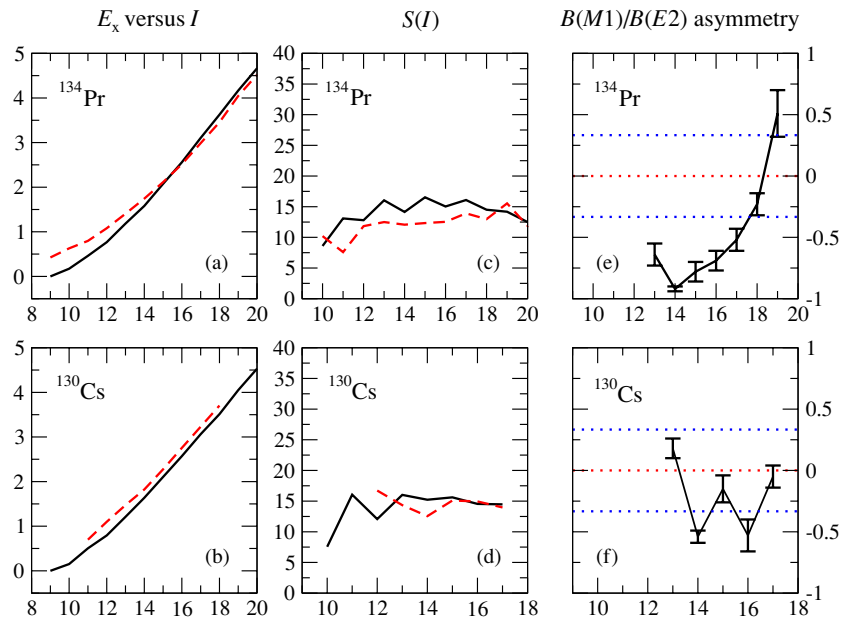 Eₓ versus I
S(I)
B(M1)/B(E2) asymmetry
5
4
3
2
1
0
¹³⁴Pr
(a)
8 10 12 14 16 18 20
40
35
30
25
20
15
10
5
0
¹³⁴Pr
(c)
10 12 14 16 18 20
1
0.5
0
-0.5
-1
¹³⁴Pr
(e)
10 12 14 16 18 20
5
4
3
2
1
0
¹³⁰Cs
(b)
8 10 12 14 16 18 20
40
35
30
25
20
15
10
5
0
¹³⁰Cs
(d)
10 12 14 16 18
1
0.5
0
-0.5
-1
¹³⁰Cs
(f)
10 12 14 16 18